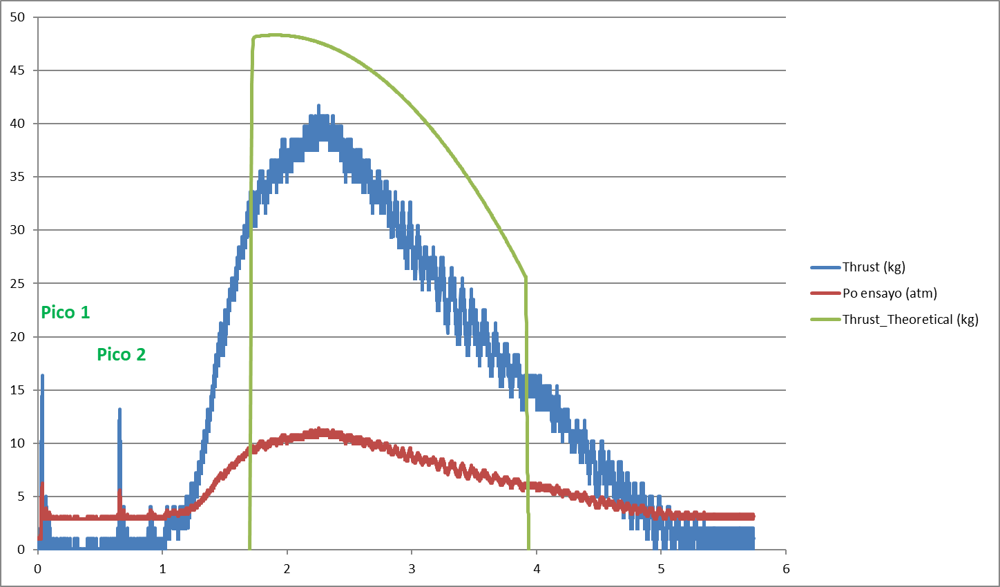 50
45
40
35
30
25
20
15
10
5
0
Pico 1
Pico 2
0 1 2 3 4 5 6
Thrust (kg)
Po ensayo (atm)
Thrust_Theoretical (kg)